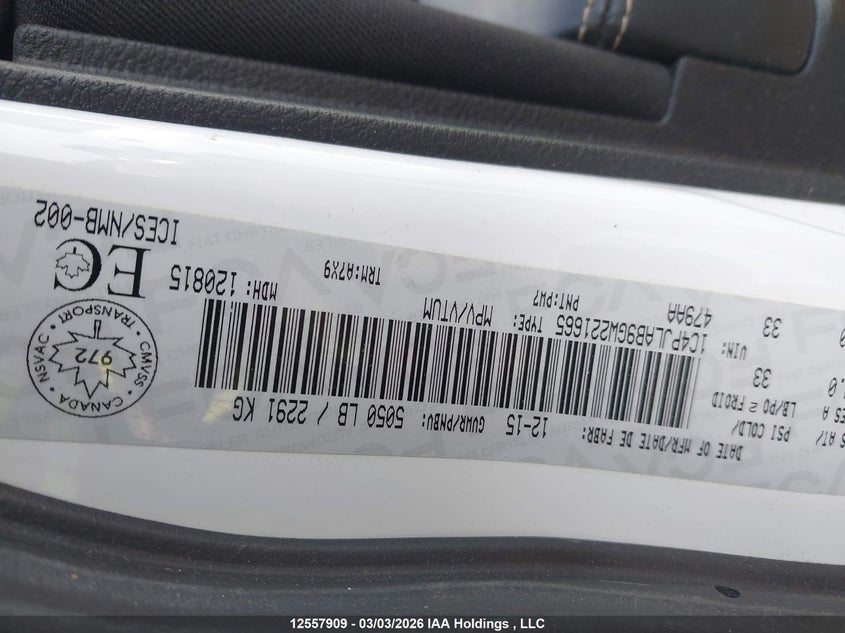 DATE OF MFR/DATE DE FABR: 12-15
GVWR/PNBV: 5050 LB / 2291 KG
PSI COLD/
LB/PO 2 FROID
33
33
VIN: 1C4PJLAB9GW221665
TYPE: MPV/VTUM
MDH: 120815
479AA
PNT:PW7
TRM:A7X9
ICES/NMB-002
EC
TRANSPORT • CMVSS • CANADA • NSVAC
972
12557909 - 03/03/2026 IAA Holdings , LLC